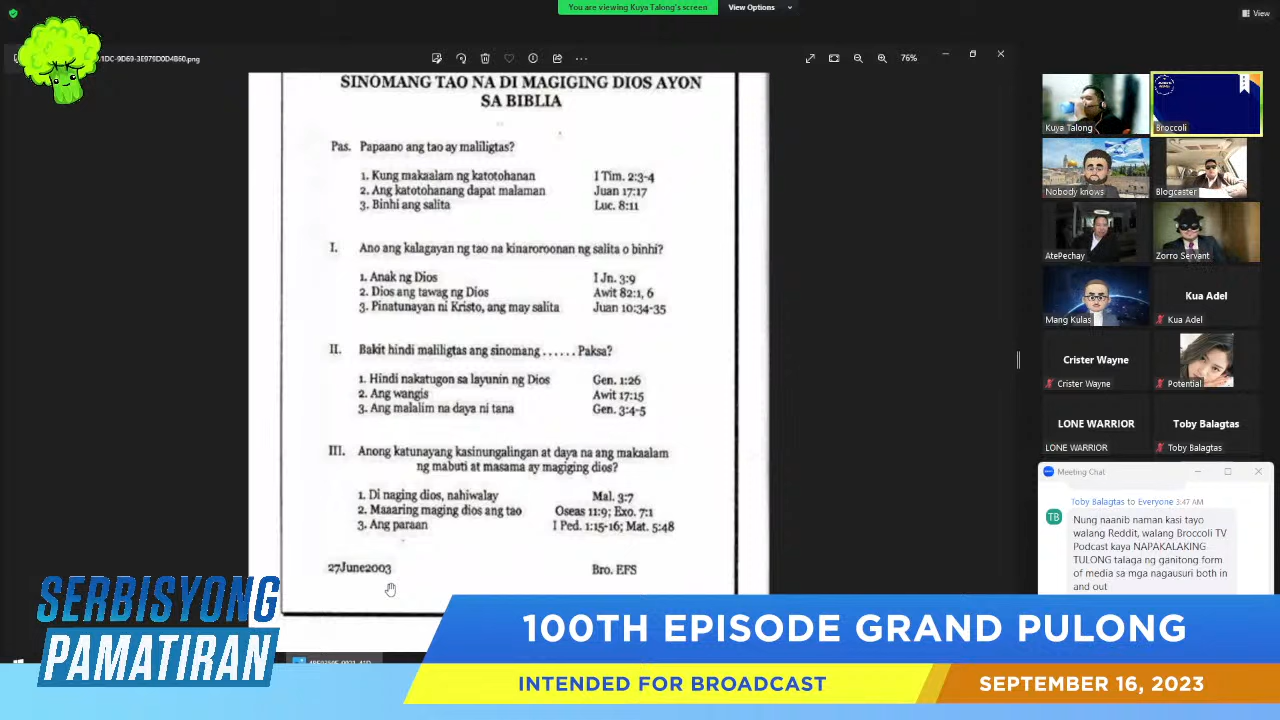 You are viewing Kuya Talong's screen
View Options
View
1DC-9D69-3E979D0D4B60.png
76%
SINOMANG TAO NA DI MAGIGING DIOS AYON
SA BIBLIA
Pas. Papaano ang tao ay maliligtas?
1. Kung makaalam ng katotohanan I Tim. 2:3-4
2. Ang katotohanang dapat malaman Juan 17:17
3. Binhi ang salita Luc. 8:11
I. Ano ang kalagayan ng tao na kinaroroonan ng salita o binhi?
1. Anak ng Dios I Jn. 3:9
2. Dios ang tawag ng Dios Awit 82:1, 6
3. Pinatunayan ni Kristo, ang may salita Juan 10:34-35
II. Bakit hindi maliligtas ang sinomang ...... Paksa?
1. Hindi nakatugon sa layunin ng Dios Gen. 1:26
2. Ang wangis Awit 17:15
3. Ang malalim na daya ni tana Gen. 3:4-5
III. Anong katunayang kasinungalingan at daya na ang makaalam
ng mabuti at masama ay magiging dios?
1. Di naging dios, nahiwalay Mal. 3:7
2. Maaaring maging dios ang tao Oseas 11:9; Exo. 7:1
3. Ang paraan I Ped. 1:15-16; Mat. 5:48
27June2003 Bro. EFS
Kuya Talong
Broccoli
Nobody knows
Blogcaster
AtePechay
Zorro Servant
Mang Kulas
Kua Adel
Kua Adel
Crister Wayne
Crister Wayne
Potential
LONE WARRIOR
LONE WARRIOR
Toby Balagtas
Toby Balagtas
Meeting Chat
Toby Balagtas to Everyone 3:47 AM
TB
Nung naanib naman kasi tayo
walang Reddit, walang Broccoli TV
Podcast kaya NAPAKALAKING
TULONG talaga ng ganitong form
of media sa mga nagausuri both in
and out
SERBISYONG
PAMATIRAN
100TH EPISODE GRAND PULONG
INTENDED FOR BROADCAST
SEPTEMBER 16, 2023